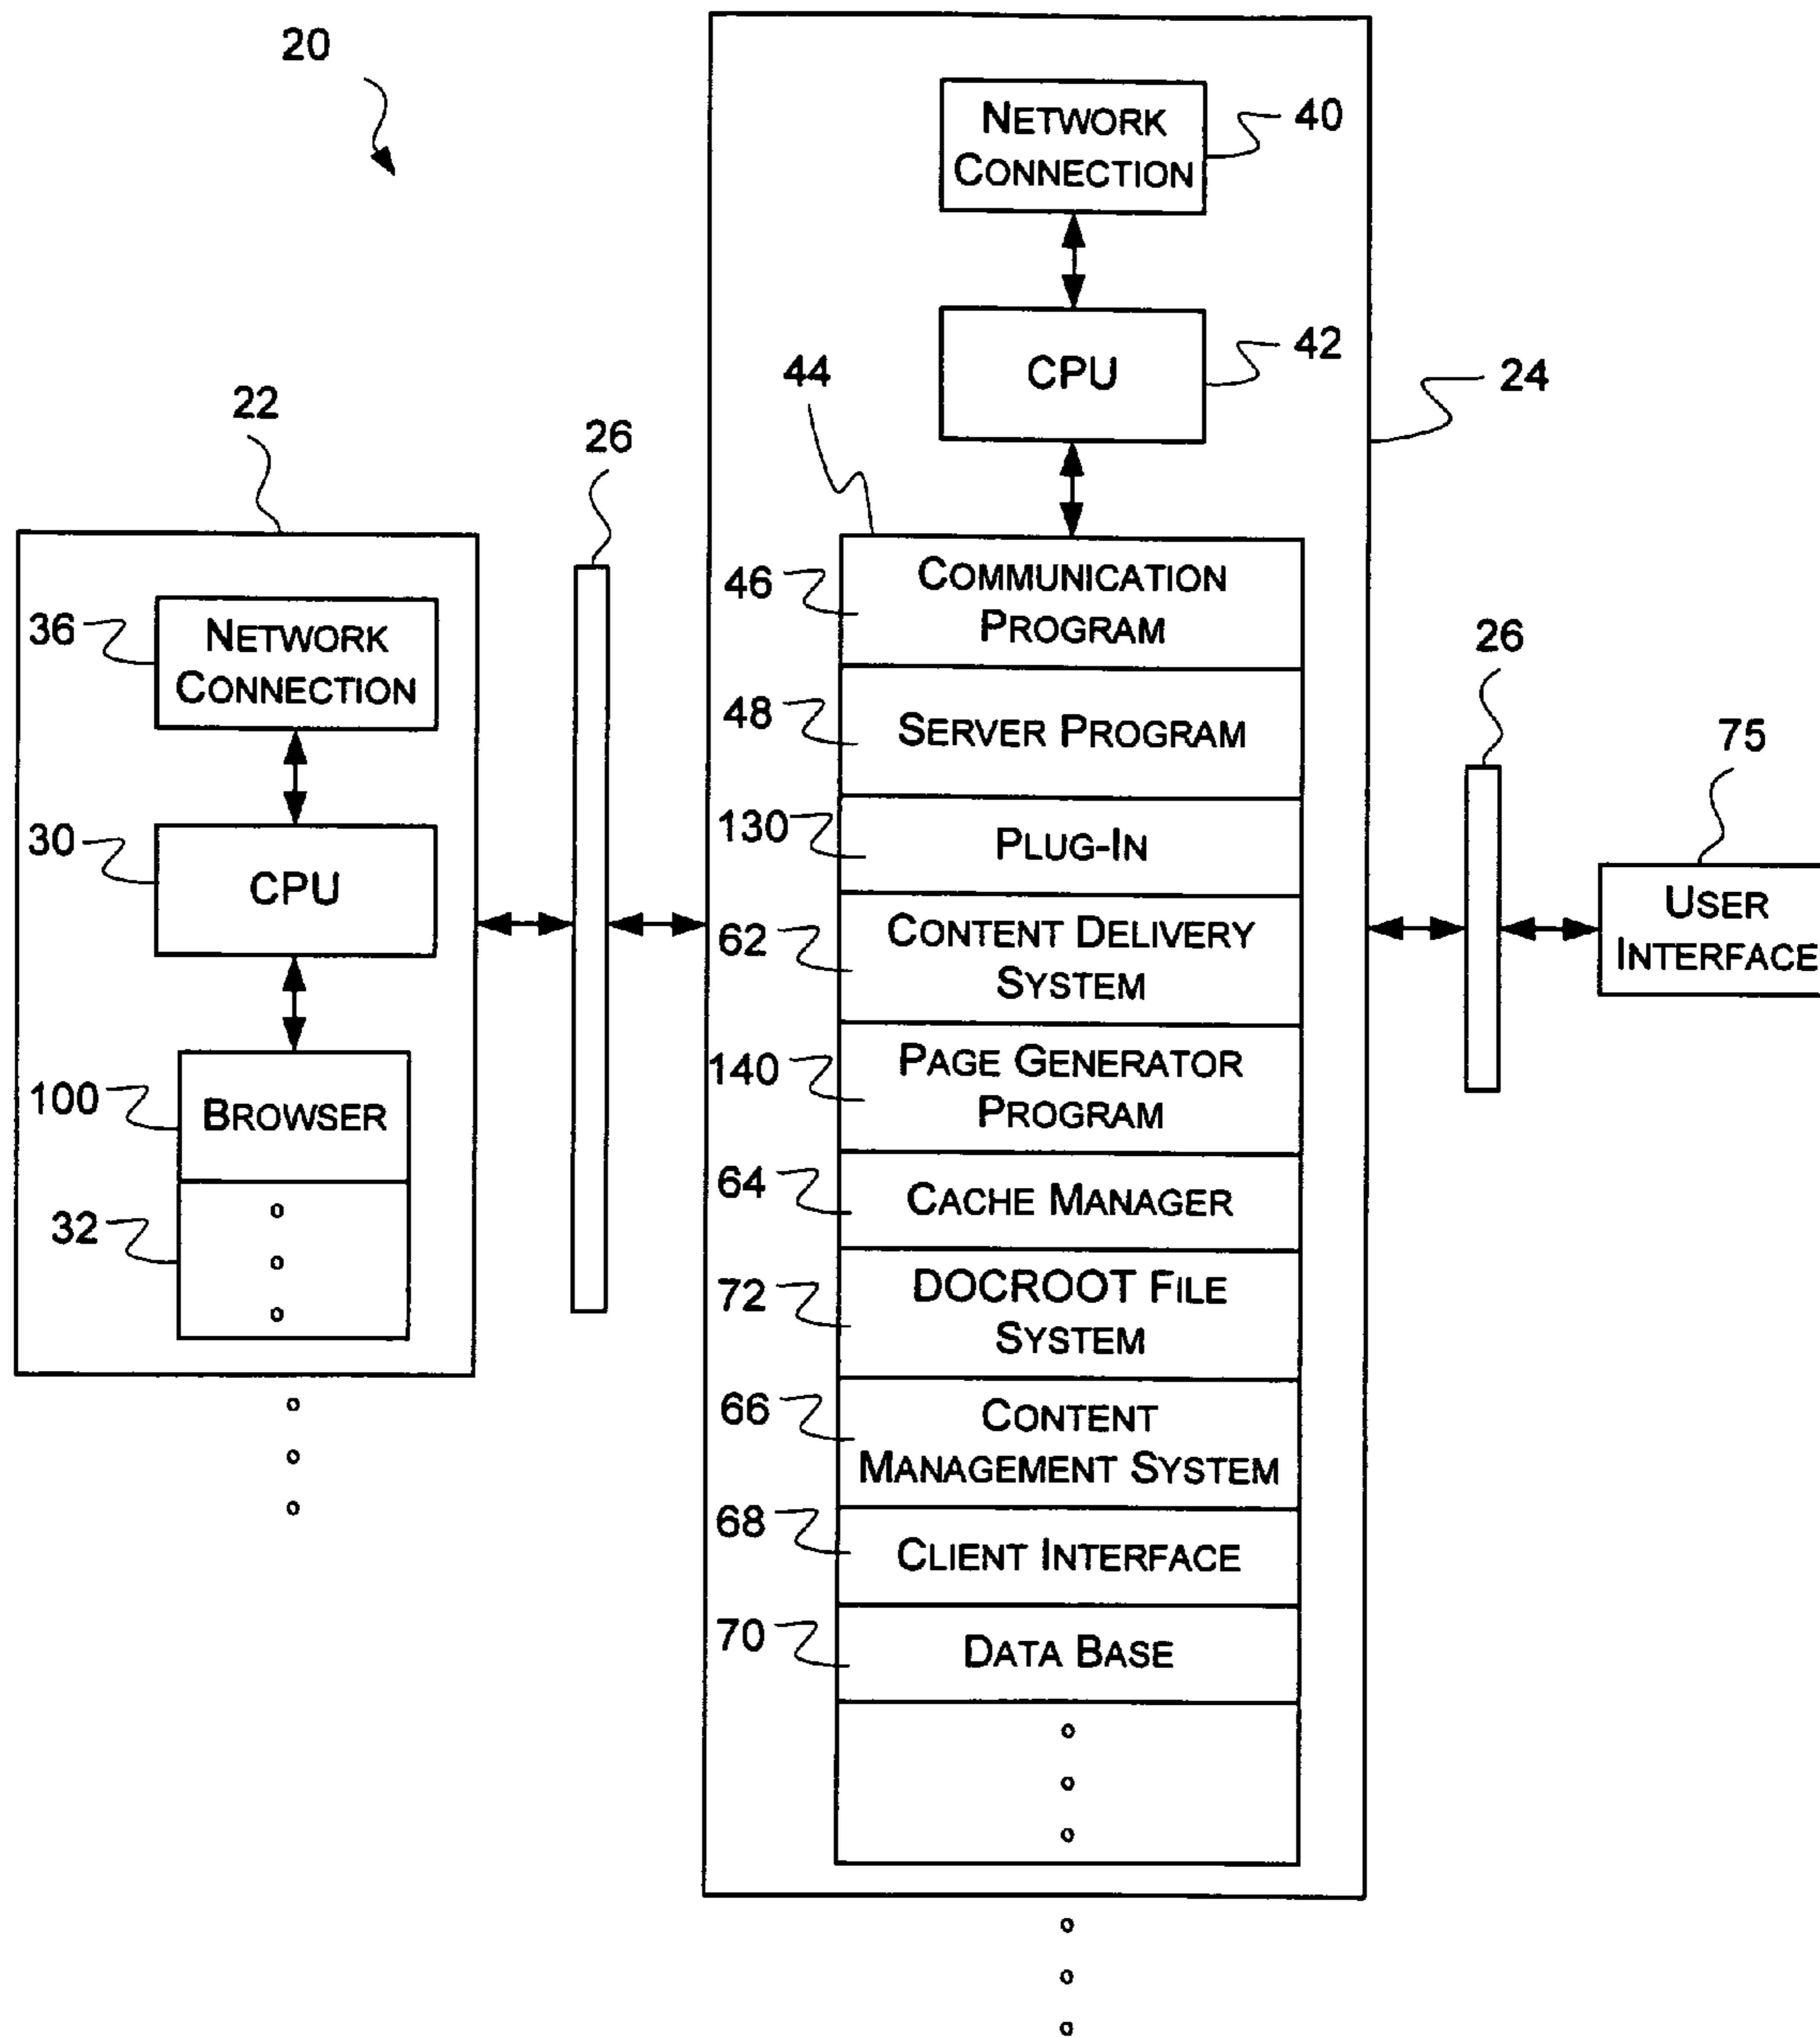 20
22
36
NETWORK
CONNECTION
30
CPU
100
BROWSER
32
26
24
NETWORK
CONNECTION
40
CPU
42
44
46
COMMUNICATION
PROGRAM
48
SERVER PROGRAM
130
PLUG-IN
62
CONTENT DELIVERY
SYSTEM
140
PAGE GENERATOR
PROGRAM
64
CACHE MANAGER
72
DOCROOT FILE
SYSTEM
66
CONTENT
MANAGEMENT SYSTEM
68
CLIENT INTERFACE
70
DATA BASE
26
75
USER
INTERFACE